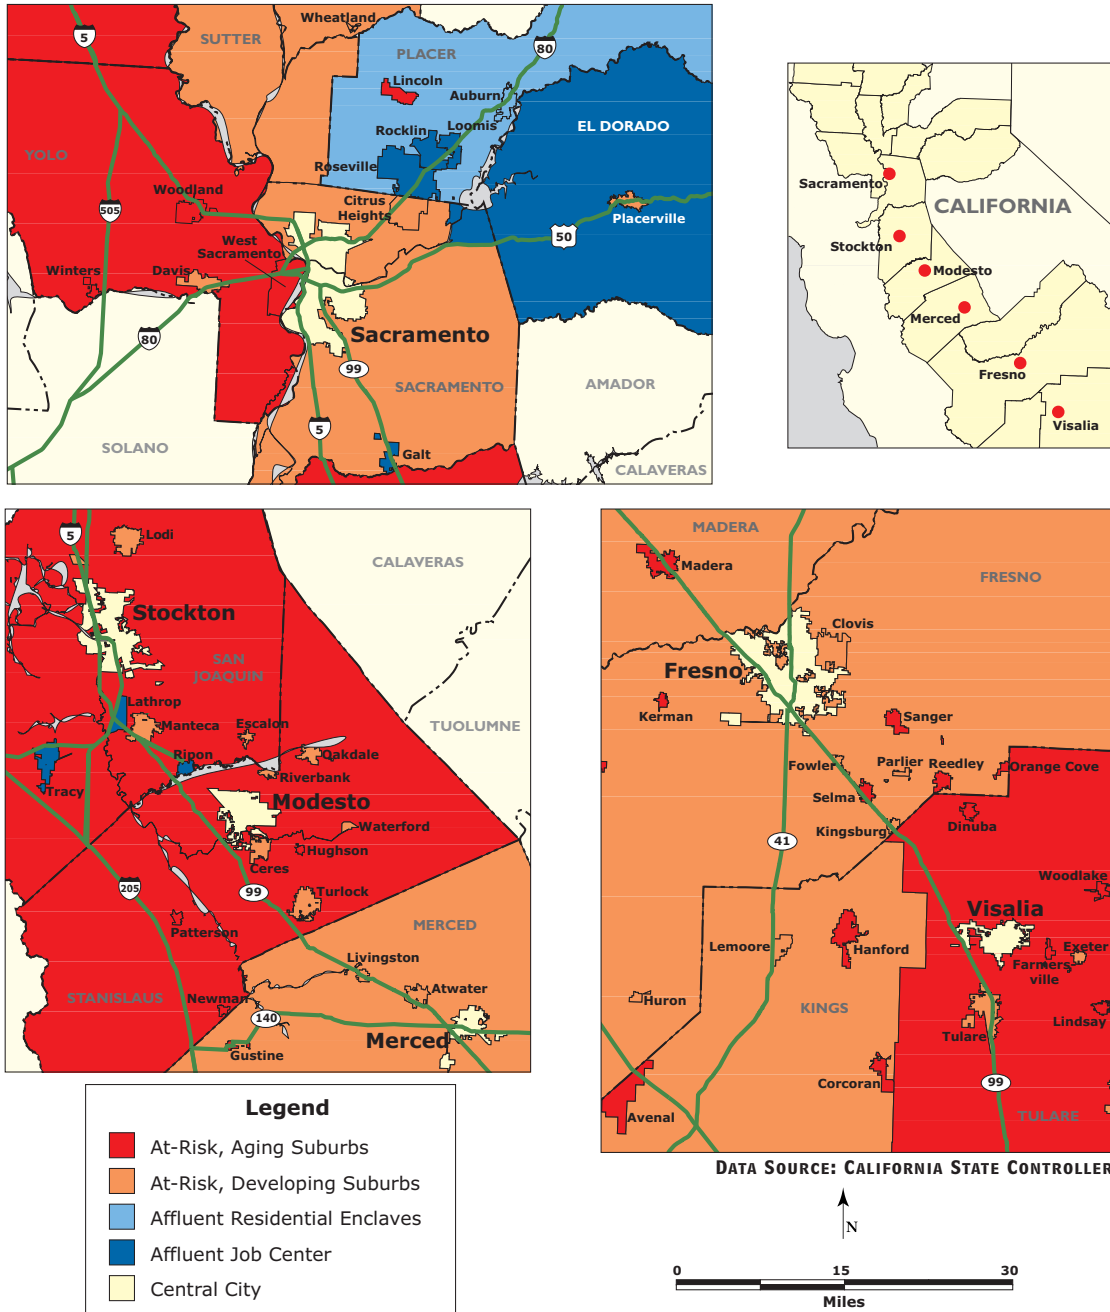 5
SUTTER
Wheatland
PLACER
80
Lincoln
Auburn
Rocklin
Loomis
EL DORADO
Roseville
YOLO
Woodland
Citrus
Heights
505
Placerville
50
West
Sacramento
Winters
Davis
80
Sacramento
99
SACRAMENTO
AMADOR
5
SOLANO
Galt
CALAVERAS
Sacramento
CALIFORNIA
Stockton
Modesto
Merced
Fresno
Visalia
5
Lodi
CALAVERAS
Stockton
SAN
JOAQUIN
Lathrop
Manteca
Escalon
TUOLUMNE
Ripon
Oakdale
Riverbank
Tracy
Modesto
Waterford
Hughson
Ceres
205
99
Turlock
Patterson
MERCED
Livingston
STANISLAUS
Newman
Atwater
140
Merced
Gustine
MADERA
Madera
FRESNO
Clovis
Fresno
Kerman
Sanger
Fowler
Parlier
Reedley
Orange Cove
Selma
Kingsburg
Dinuba
41
Woodlake
Visalia
Lemoore
Hanford
Exeter
Farmers-
ville
Huron
KINGS
Lindsay
Tulare
Corcoran
99
Avenal
TULARE
Legend
At-Risk, Aging Suburbs
At-Risk, Developing Suburbs
Affluent Residential Enclaves
Affluent Job Center
Central City
DATA SOURCE: CALIFORNIA STATE CONTROLLER
N
0 15 30
Miles